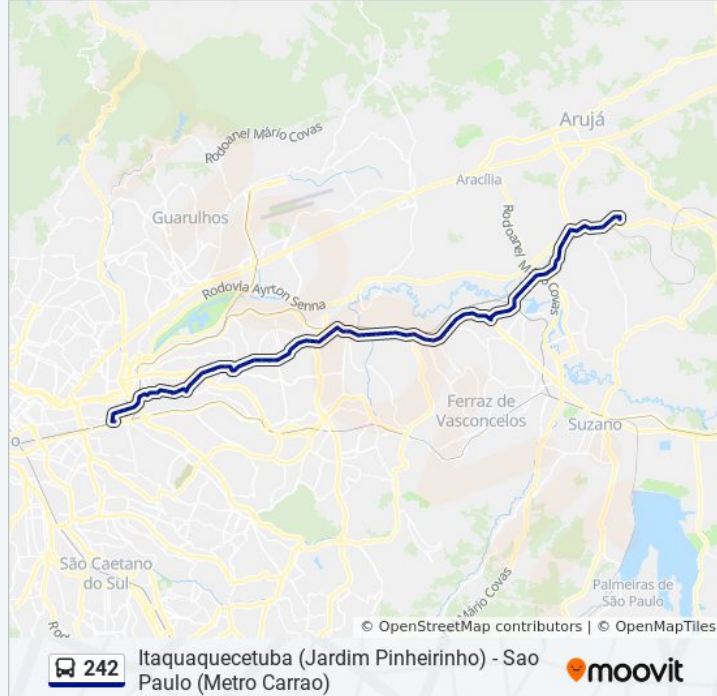 Rodoanel Mário Covas
Arujá
Aracília
Guarulhos
Rodoanel Mário Covas
Rodovia Ayrton Senna
Ferraz de
Vasconcelos
Suzano
o
São Caetano
do Sul
Palmeiras de
São Paulo
Mário Covas
Rod
© OpenStreetMap contributors | © OpenMapTiles
242
Itaquaquecetuba (Jardim Pinheirinho) - Sao
Paulo (Metro Carrao)
moovit